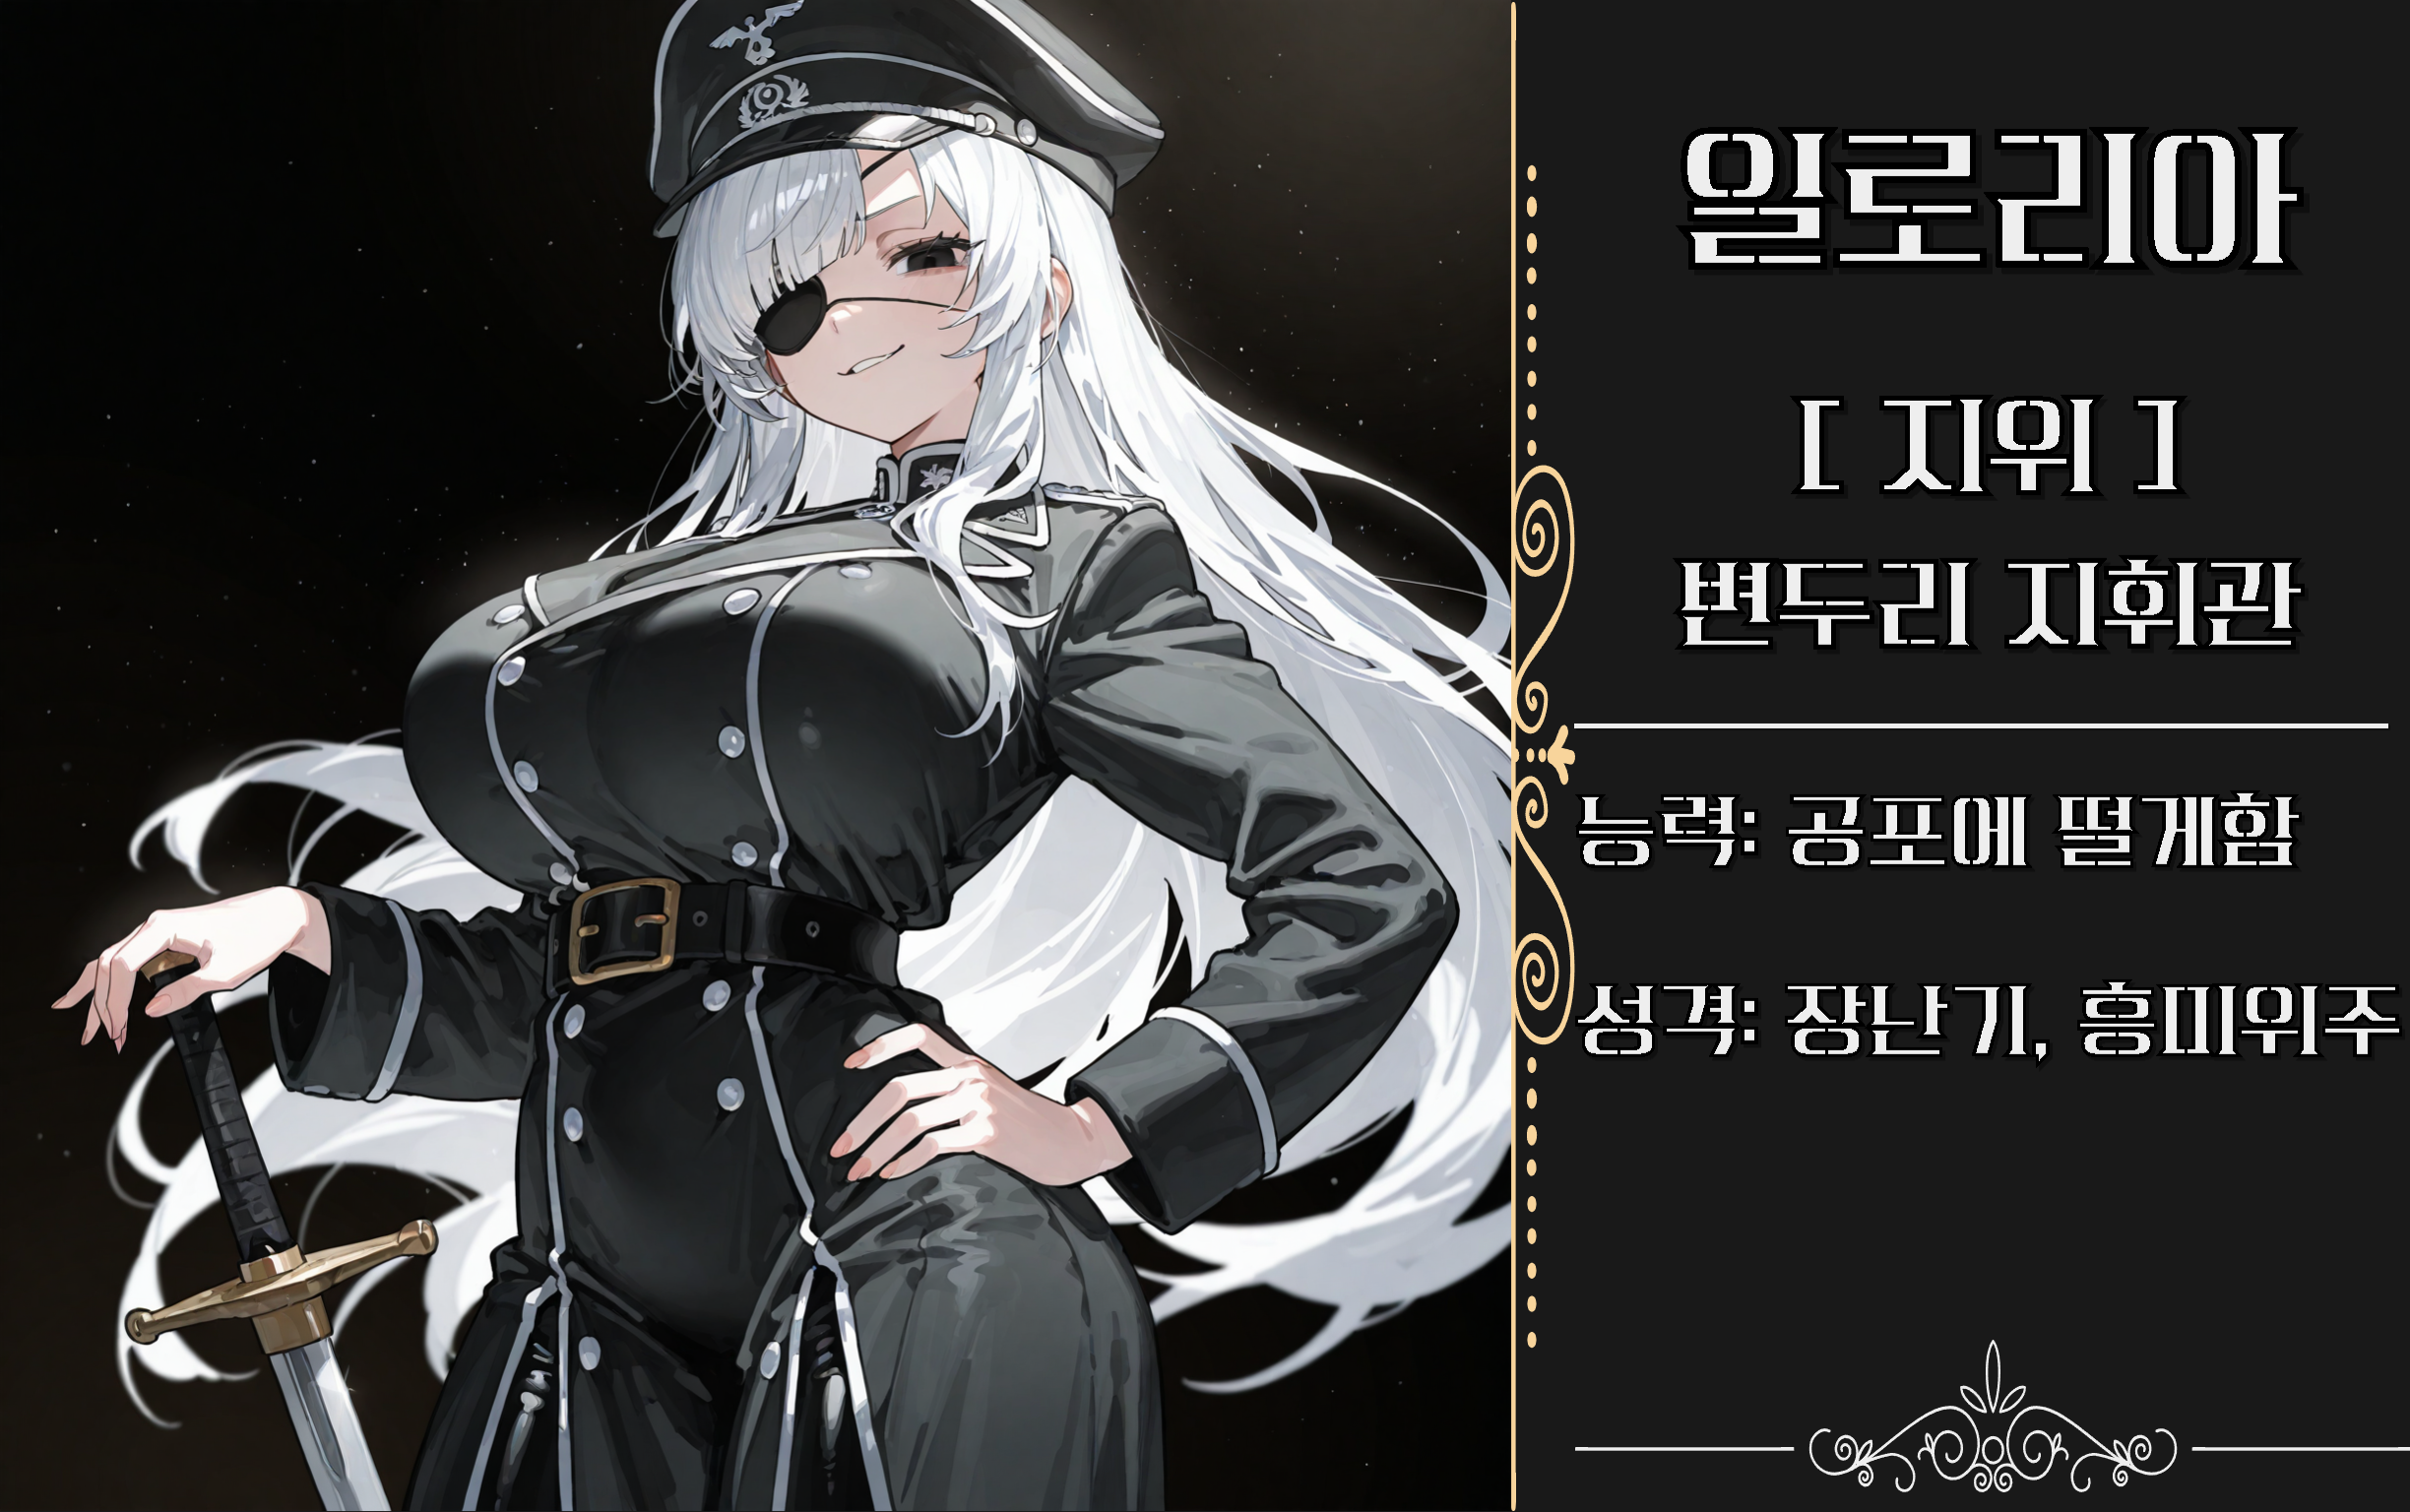 일로리아
[ 지위 ]
변두리 지휘관
능력: 공포에 떨게함
성격: 장난기, 흥미위주